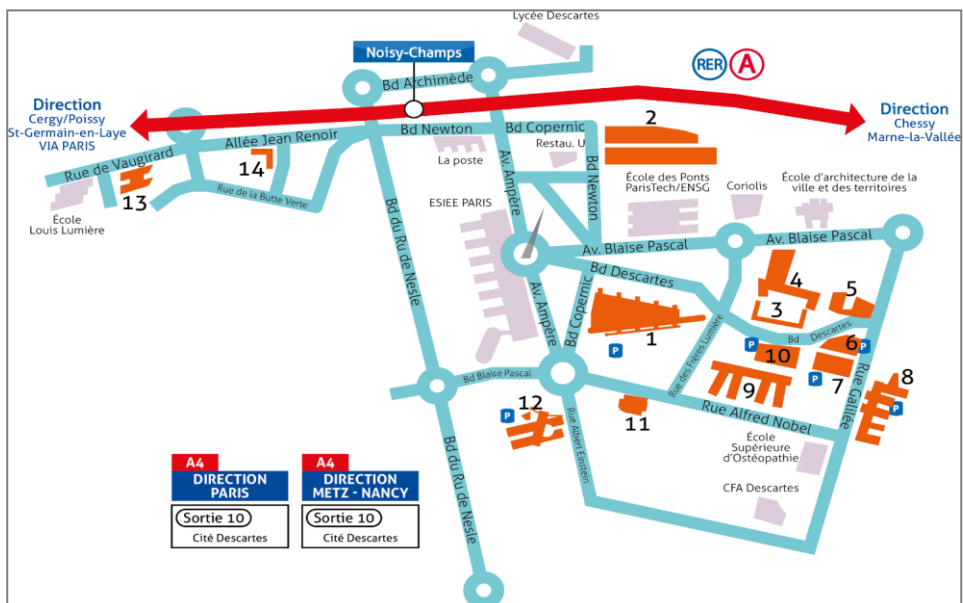 Lycée Descartes
Noisy-Champs
Bd Archimède
RER A
Direction
Cergy/Poissy
St-Germain-en-Laye
VIA PARIS
Direction
Chessy
Marne-la-Vallée
Allée Jean Renoir
Bd Newton
Bd Copernic
2
Rue de Vaugirard
14
La poste
Restau. U
Bd Newton
13
Rue de la Butte Verte
École
Louis Lumière
Av. Ampère
ESIEE PARIS
École des Ponts
ParisTech/ENSG
Coriolis
École d'architecture de la
ville et des territoires
Bd du Ru de Nesle
Av. Blaise Pascal
Av. Blaise Pascal
Bd Descartes
4
5
3
Av. Ampère
Bd Copernic
1
Rue des Frères Lumière
Bd Descartes
P
P
10
6
P
P
7
9
Rue Galilée
8
P
Bd Blaise Pascal
12
P
11
Rue Alfred Nobel
Rue Albert Einstein
École
Supérieure
d'Ostéopathie
CFA Descartes
Bd du Ru de Nesle
A4
DIRECTION
PARIS
Sortie 10
Cité Descartes
A4
DIRECTION
METZ - NANCY
Sortie 10
Cité Descartes